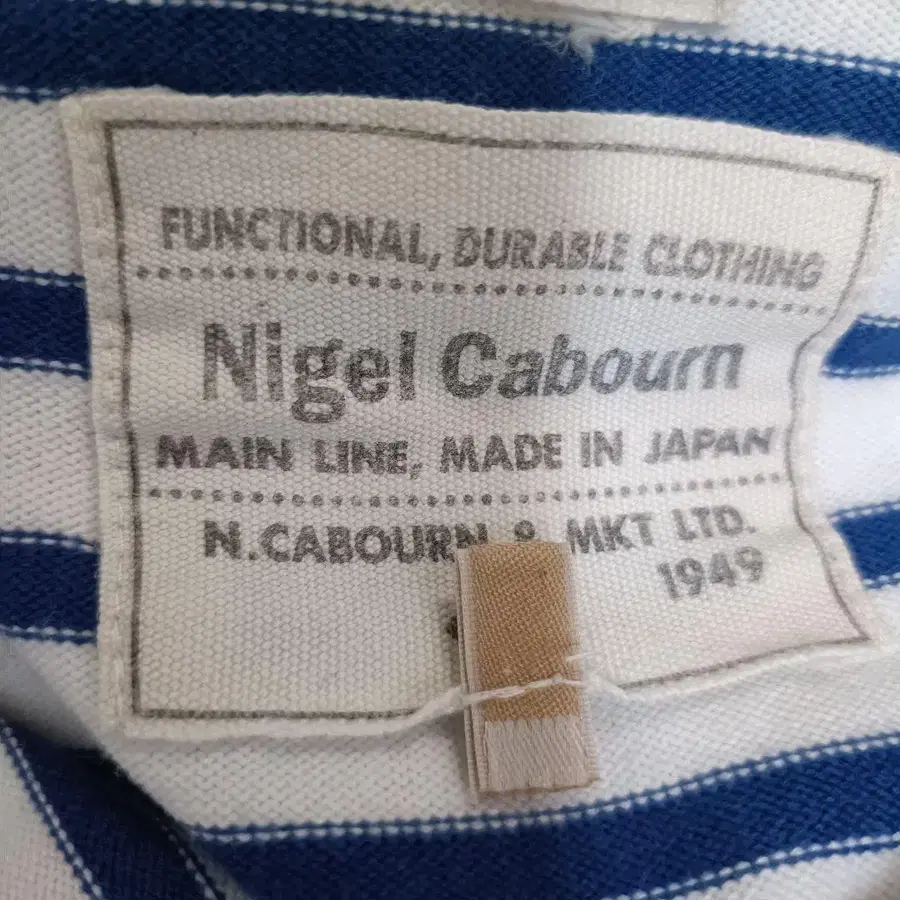 FUNCTIONAL, DURABLE CLOTHING
Nigel Cabourn
MAIN LINE, MADE IN JAPAN
N.CABOURN & MKT LTD.
1949